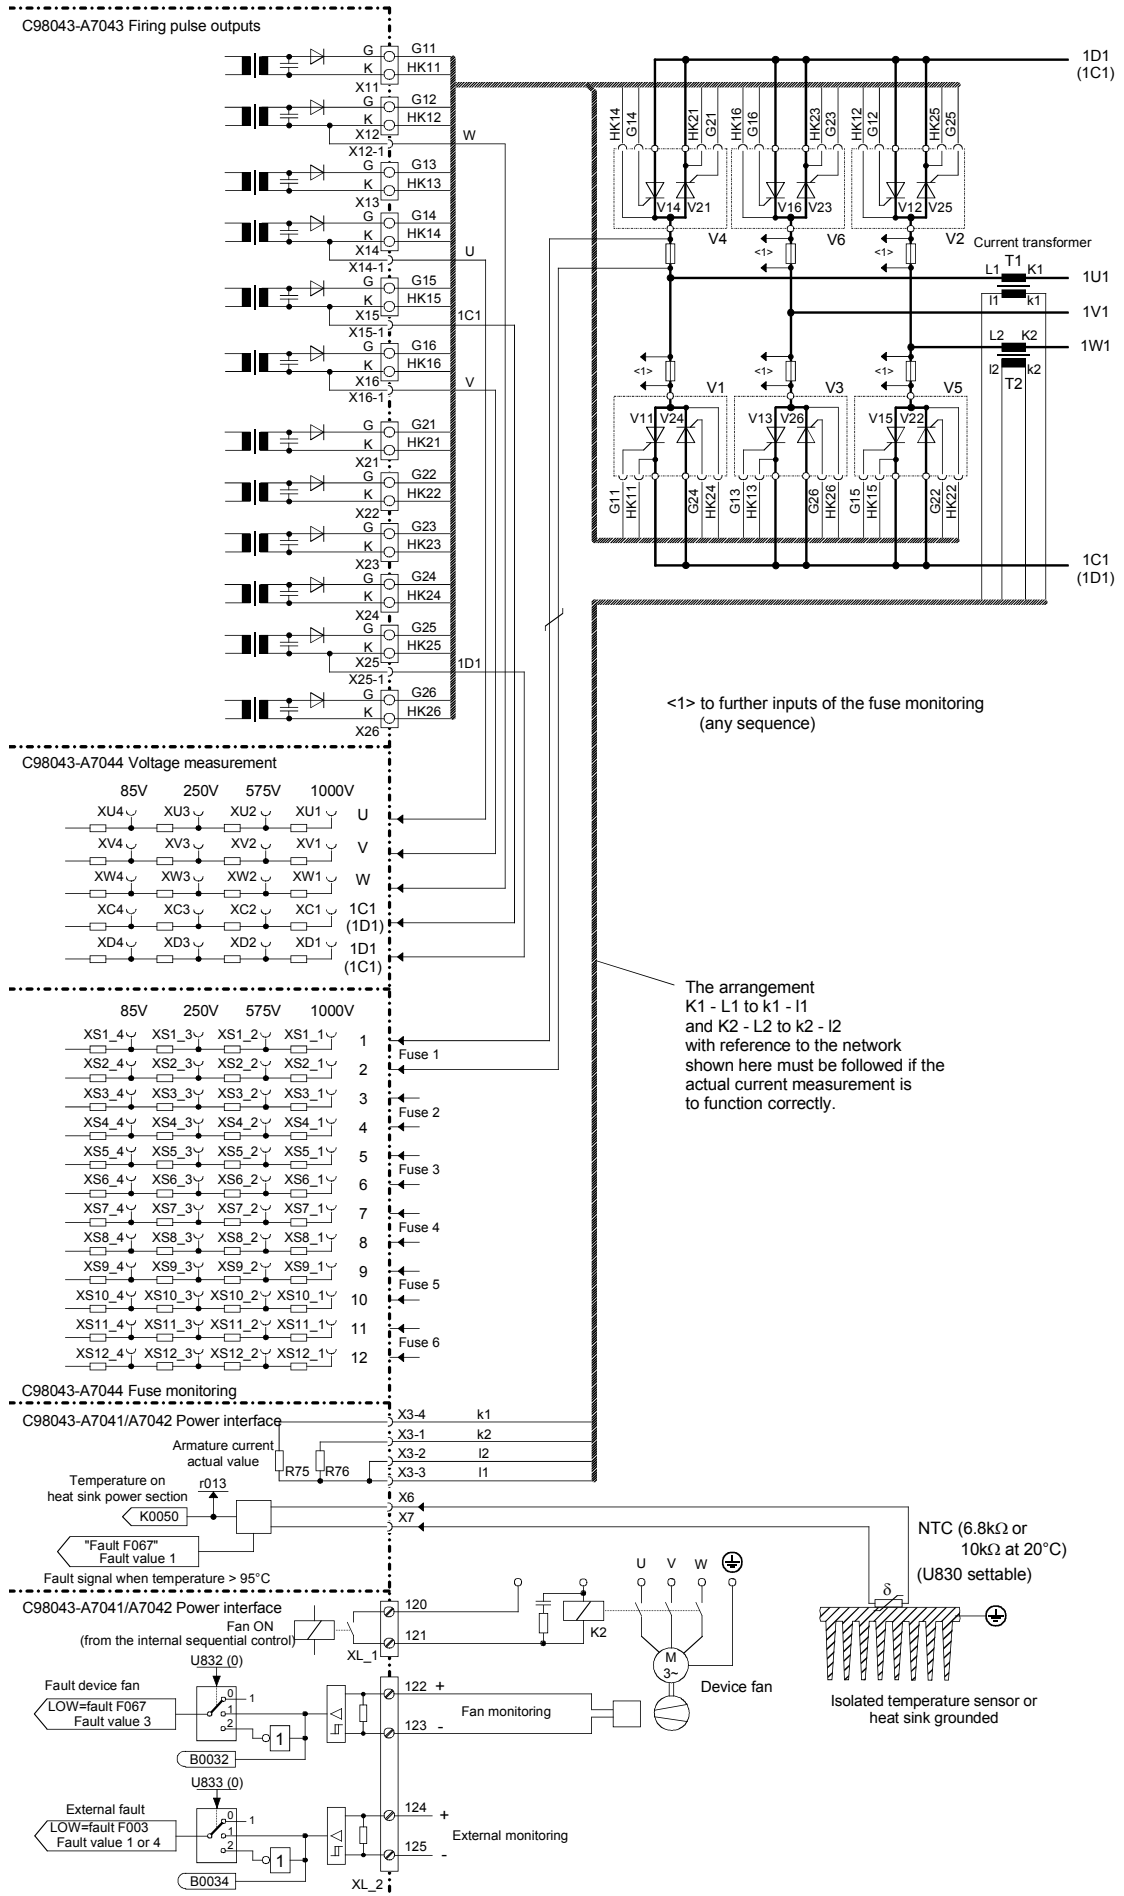 C98043-A7043 Firing pulse outputs
G G11
K HK11
X11
G G12
K HK12
X12
X12-1 W
G G13
K HK13
X13
G G14
K HK14
X14 U
X14-1
G G15
K HK15
X15 1C1
X15-1
G G16
K HK16
X16 V
X16-1
G G21
K HK21
X21
G G22
K HK22
X22
G G23
K HK23
X23
G G24
K HK24
X24
G G25
K HK25
X25 1D1
X25-1
G G26
K HK26
X26
1D1
(1C1)
HK14 G14 HK21 G21 HK16 G16 HK23 G23 HK12 G12 HK25 G25
V14 V21 V16 V23 V12 V25
V4 V6 V2
<1> <1>
Current transformer
T1
L1 K1 1U1
l1 k1
1V1
L2 K2 1W1
l2 k2
T2
<1> <1> <1>
V1 V3 V5
V11 V24 V13 V26 V15 V22
G11 HK11 G24 HK24 G13 HK13 G26 HK26 G15 HK15 G22 HK22
1C1
(1D1)
<1> to further inputs of the fuse monitoring
(any sequence)
C98043-A7044 Voltage measurement
85V 250V 575V 1000V
XU4 XU3 XU2 XU1 U
XV4 XV3 XV2 XV1 V
XW4 XW3 XW2 XW1 W
XC4 XC3 XC2 XC1 1C1
(1D1)
XD4 XD3 XD2 XD1 1D1
(1C1)
The arrangement
K1 - L1 to k1 - l1
and K2 - L2 to k2 - l2
with reference to the network
shown here must be followed if the
actual current measurement is
to function correctly.
85V 250V 575V 1000V
XS1_4 XS1_3 XS1_2 XS1_1 1
Fuse 1
XS2_4 XS2_3 XS2_2 XS2_1 2
XS3_4 XS3_3 XS3_2 XS3_1 3
Fuse 2
XS4_4 XS4_3 XS4_2 XS4_1 4
XS5_4 XS5_3 XS5_2 XS5_1 5
Fuse 3
XS6_4 XS6_3 XS6_2 XS6_1 6
XS7_4 XS7_3 XS7_2 XS7_1 7
Fuse 4
XS8_4 XS8_3 XS8_2 XS8_1 8
XS9_4 XS9_3 XS9_2 XS9_1 9
Fuse 5
XS10_4 XS10_3 XS10_2 XS10_1 10
XS11_4 XS11_3 XS11_2 XS11_1 11
Fuse 6
XS12_4 XS12_3 XS12_2 XS12_1 12
C98043-A7044 Fuse monitoring
C98043-A7041/A7042 Power interface
X3-4 k1
X3-1 k2
X3-2 l2
X3-3 l1
Armature current
actual value
R75 R76
Temperature on
heat sink power section
r013
K0050
X6
X7
"Fault F067"
Fault value 1
Fault signal when temperature > 95°C
NTC (6.8kΩ or
10kΩ at 20°C)
(U830 settable)
δ
Isolated temperature sensor or
heat sink grounded
C98043-A7041/A7042 Power interface
Fan ON
(from the internal sequential control)
120
121
XL_1
K2
U V W
M
3~
Device fan
U832 (0)
Fault device fan
LOW=fault F067
Fault value 3
0 1
1
2
1
B0032
122 +
Fan monitoring
123 -
U833 (0)
External fault
LOW=fault F003
Fault value 1 or 4
0 1
1
2
1
B0034
124 +
External monitoring
125 -
XL_2